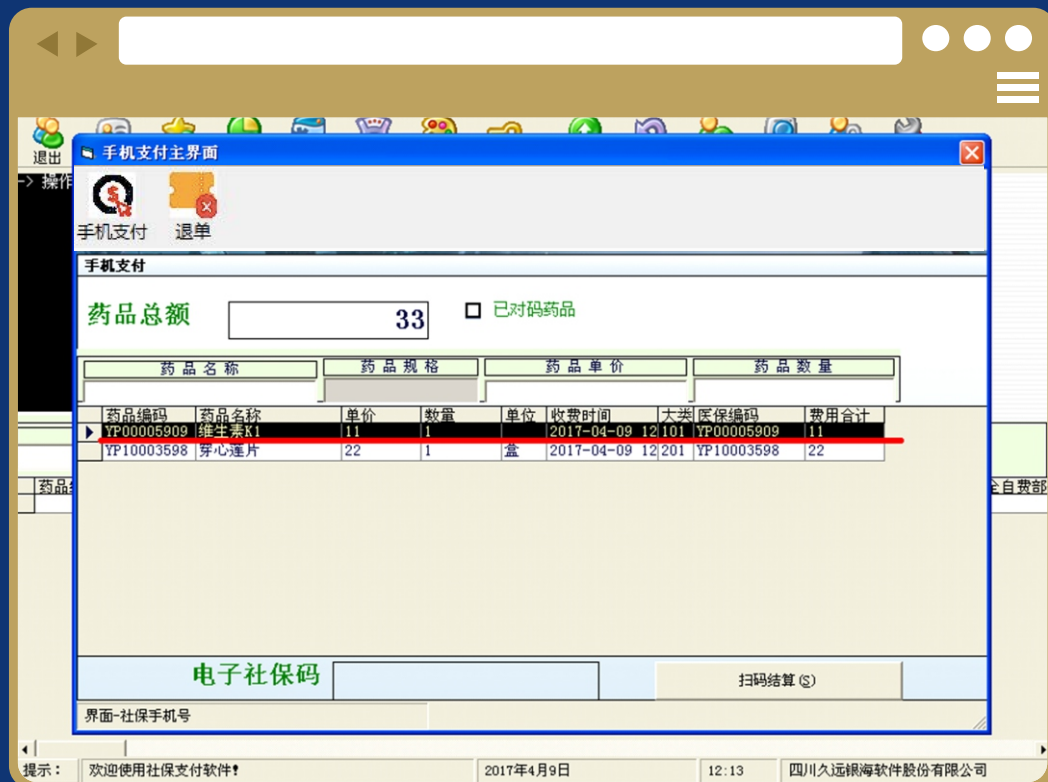 退出
手机支付主界面
-> 操作
手机支付 退单
手机支付
药品总额 33 已对码药品
药品名称 药品规格 药品单价 药品数量
药品编码 药品名称 单价 数量 单位 收费时间 大类 医保编码 费用合计
YP00005909 维生素K1 11 1 2017-04-09 12 101 YP00005909 11
YP10003598 穿心莲片 22 1 盒 2017-04-09 12 201 YP10003598 22
药品 全自费部
电子社保码 扫码结算(S)
界面-社保手机号
提示： 欢迎使用社保支付软件! 2017年4月9日 12:13 四川久远银海软件股份有限公司